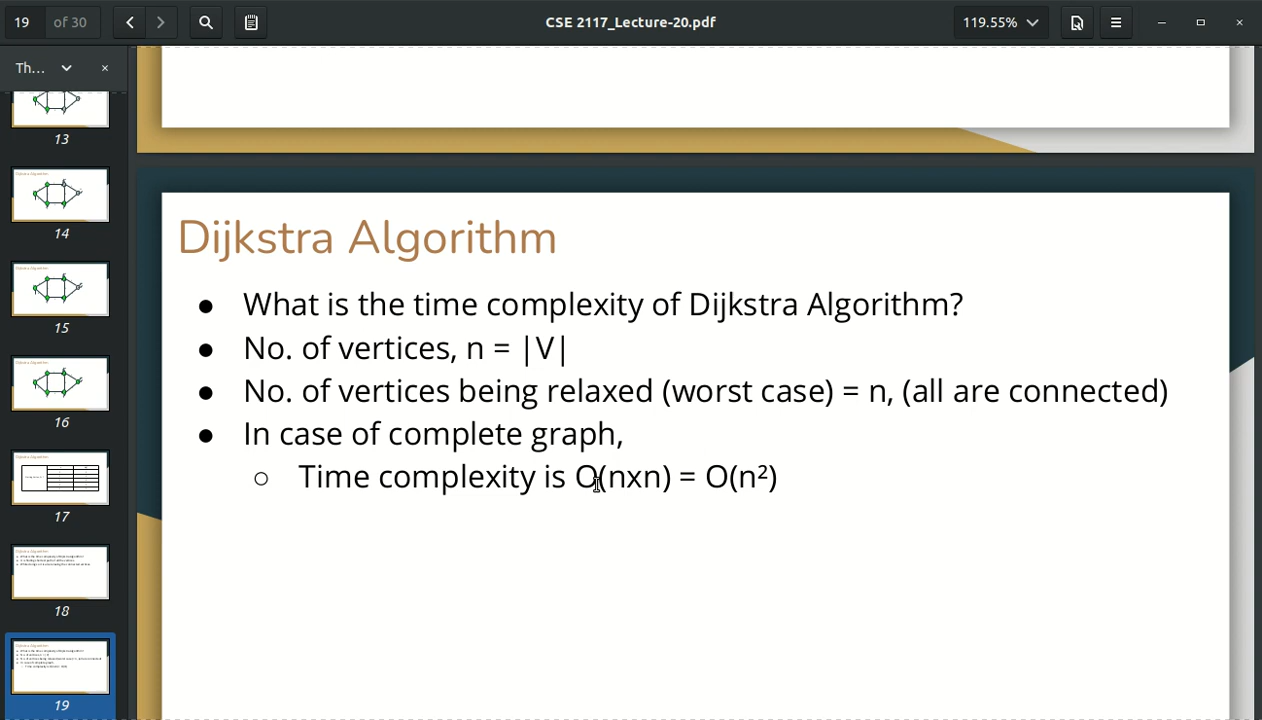 19 of 30
CSE 2117_Lecture-20.pdf
119.55%
Th...
13
14
15
16
17
18
19
Dijkstra Algorithm
● What is the time complexity of Dijkstra Algorithm?
● No. of vertices, n = |V|
● No. of vertices being relaxed (worst case) = n, (all are connected)
● In case of complete graph,
○ Time complexity is O(nxn) = O(n²)